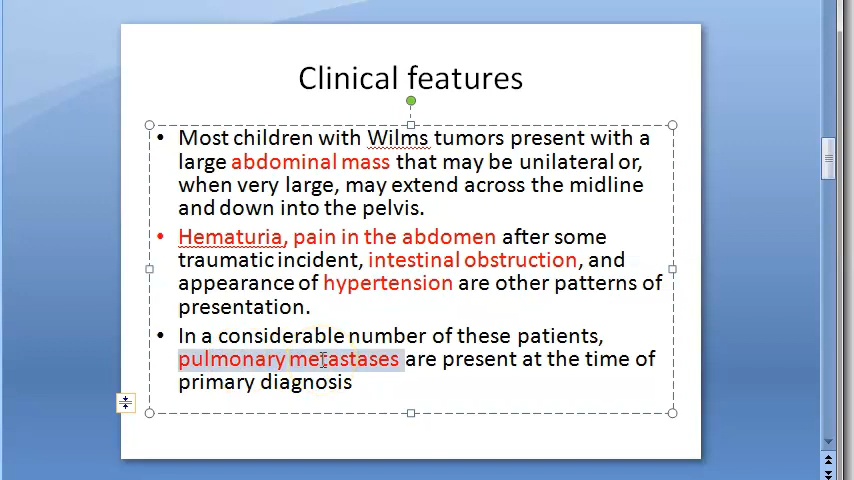 Clinical features
• Most children with Wilms tumors present with a
large abdominal mass that may be unilateral or,
when very large, may extend across the midline
and down into the pelvis.
• Hematuria, pain in the abdomen after some
traumatic incident, intestinal obstruction, and
appearance of hypertension are other patterns of
presentation.
• In a considerable number of these patients,
pulmonary metastases are present at the time of
primary diagnosis